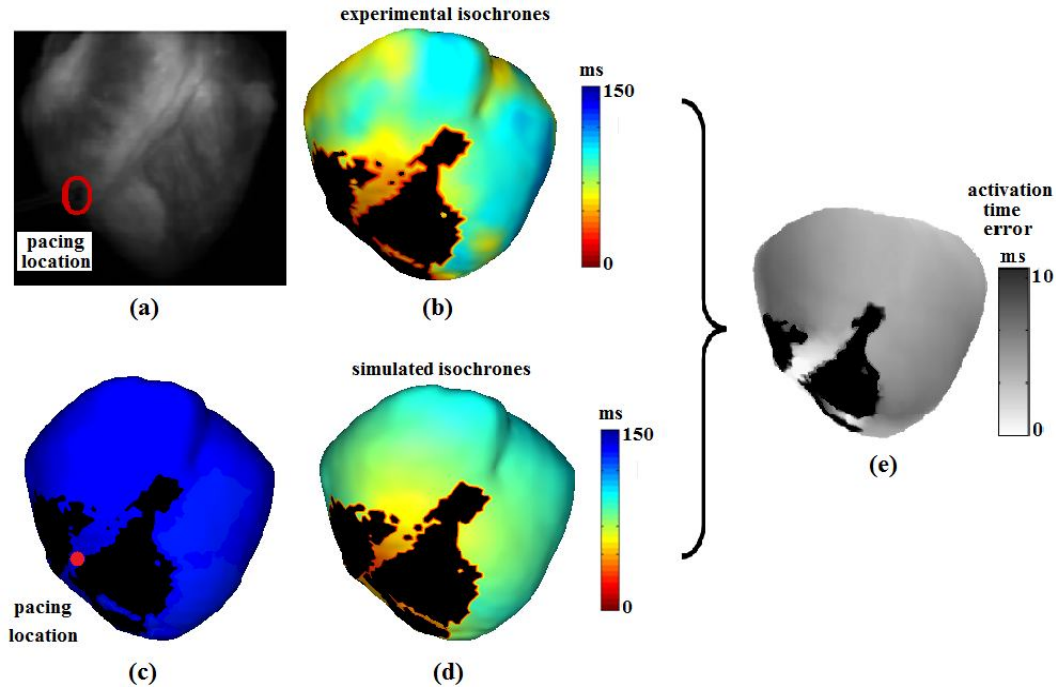 experimental isochrones
pacing
location
(a)
ms
150
0
(b)
simulated isochrones
pacing
location
(c)
ms
150
0
(d)
activation
time
error
ms
10
0
(e)